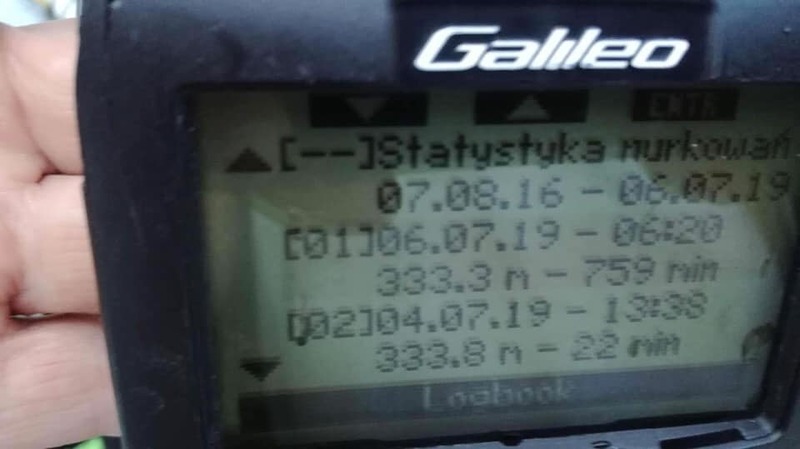 Galileo
ENTR
[--]Statystyka nurkowań
07.08.16 - 06.07.19
[01]06.07.19 - 06:20
333.3 m - 759 min
[02]04.07.19 - 13:38
333.8 m - 22 min
Logbook